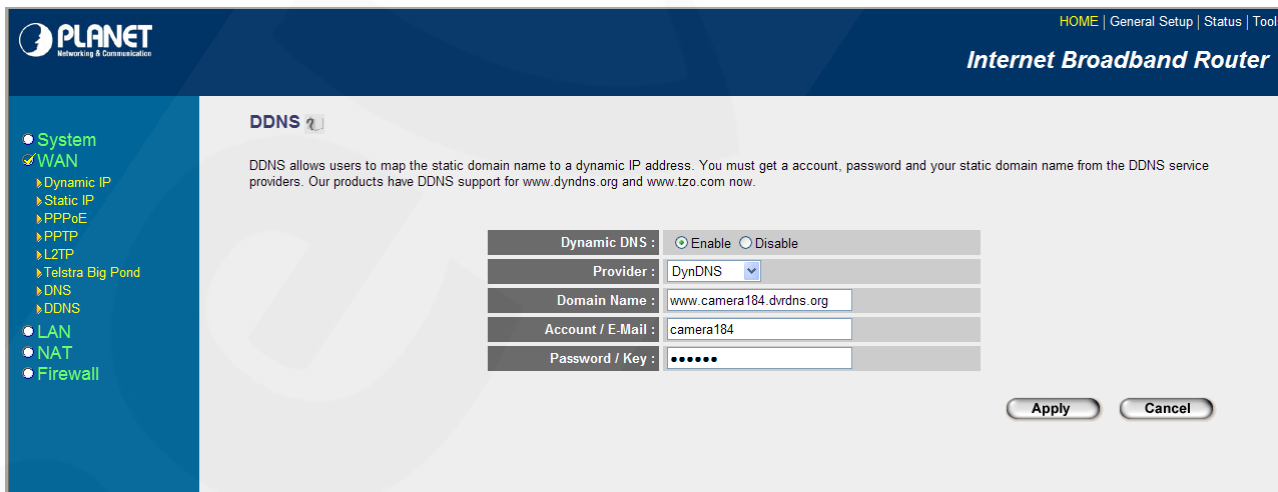 PLANET
Networking & Communication
HOME | General Setup | Status | Tool
Internet Broadband Router
System
WAN
Dynamic IP
Static IP
PPPoE
PPTP
L2TP
Telstra Big Pond
DNS
DDNS
LAN
NAT
Firewall
DDNS
DDNS allows users to map the static domain name to a dynamic IP address. You must get a account, password and your static domain name from the DDNS service
providers. Our products have DDNS support for www.dyndns.org and www.tzo.com now.
Dynamic DNS : Enable Disable
Provider : DynDNS
Domain Name : www.camera184.dvrdns.org
Account / E-Mail : camera184
Password / Key : ●●●●●●
Apply Cancel